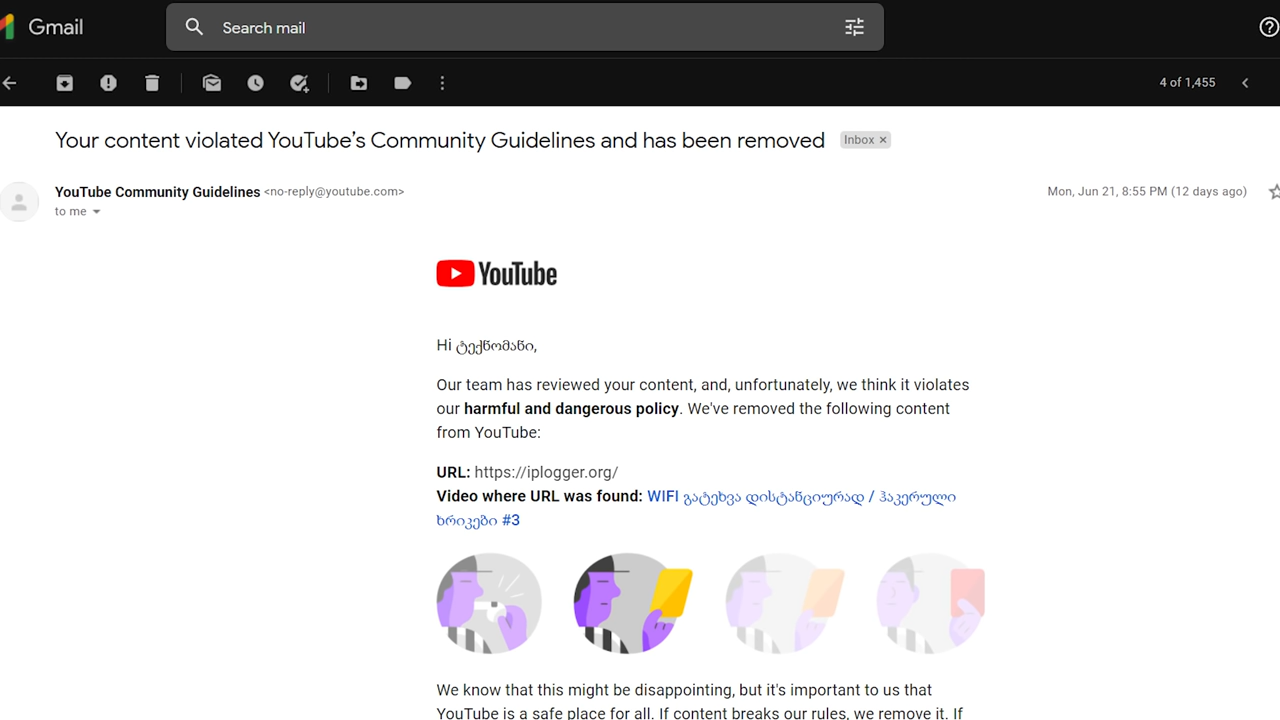 Gmail
Search mail
4 of 1,455
Your content violated YouTube's Community Guidelines and has been removed
Inbox ×
YouTube Community Guidelines <no-reply@youtube.com>
Mon, Jun 21, 8:55 PM (12 days ago)
to me
YouTube
Hi ტექნომანი,
Our team has reviewed your content, and, unfortunately, we think it violates
our harmful and dangerous policy. We've removed the following content
from YouTube:
URL: https://iplogger.org/
Video where URL was found: WIFI გატეხვა დისტანციურად / ჰაკერული
ხრიკები #3
We know that this might be disappointing, but it's important to us that
YouTube is a safe place for all. If content breaks our rules, we remove it. If